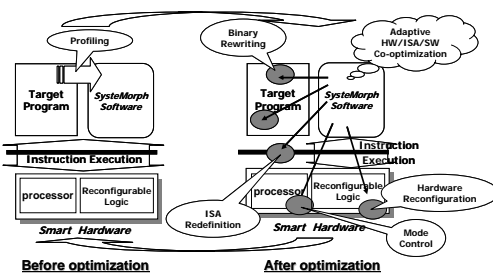 Profiling
Target
Program
SysteMorph
Software
Instruction Execution
processor
Reconfigurable
Logic
Smart Hardware
Before optimization
Binary
Rewriting
Adaptive
HW/ISA/SW
Co-optimization
Target
Program
SysteMorph
Software
Instruction
Execution
processor
Reconfigurable
Logic
Hardware
Reconfiguration
ISA
Redefinition
Smart Hardware
Mode
Control
After optimization